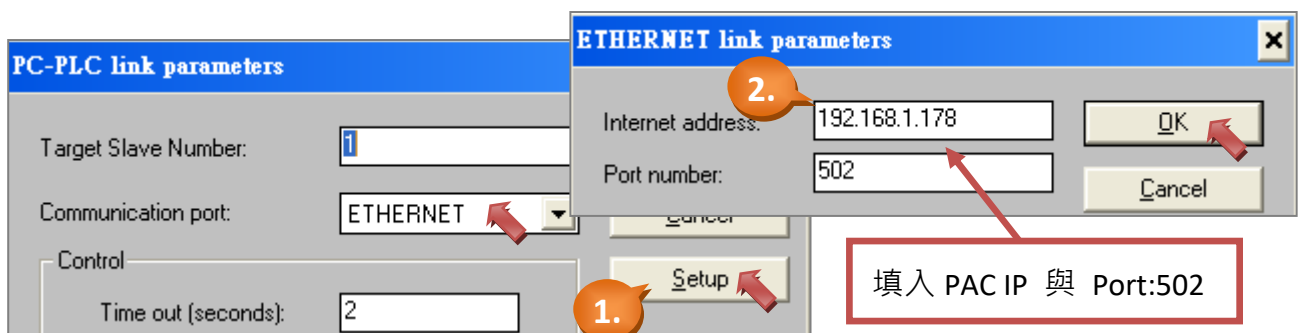 PC-PLC link parameters
Target Slave Number:
1
Communication port:
ETHERNET
Control
Time out (seconds):
2
Setup
1.
ETHERNET link parameters
2.
Internet address:
192.168.1.178
OK
Port number:
502
Cancel
Cancel
填入 PAC IP 與 Port:502